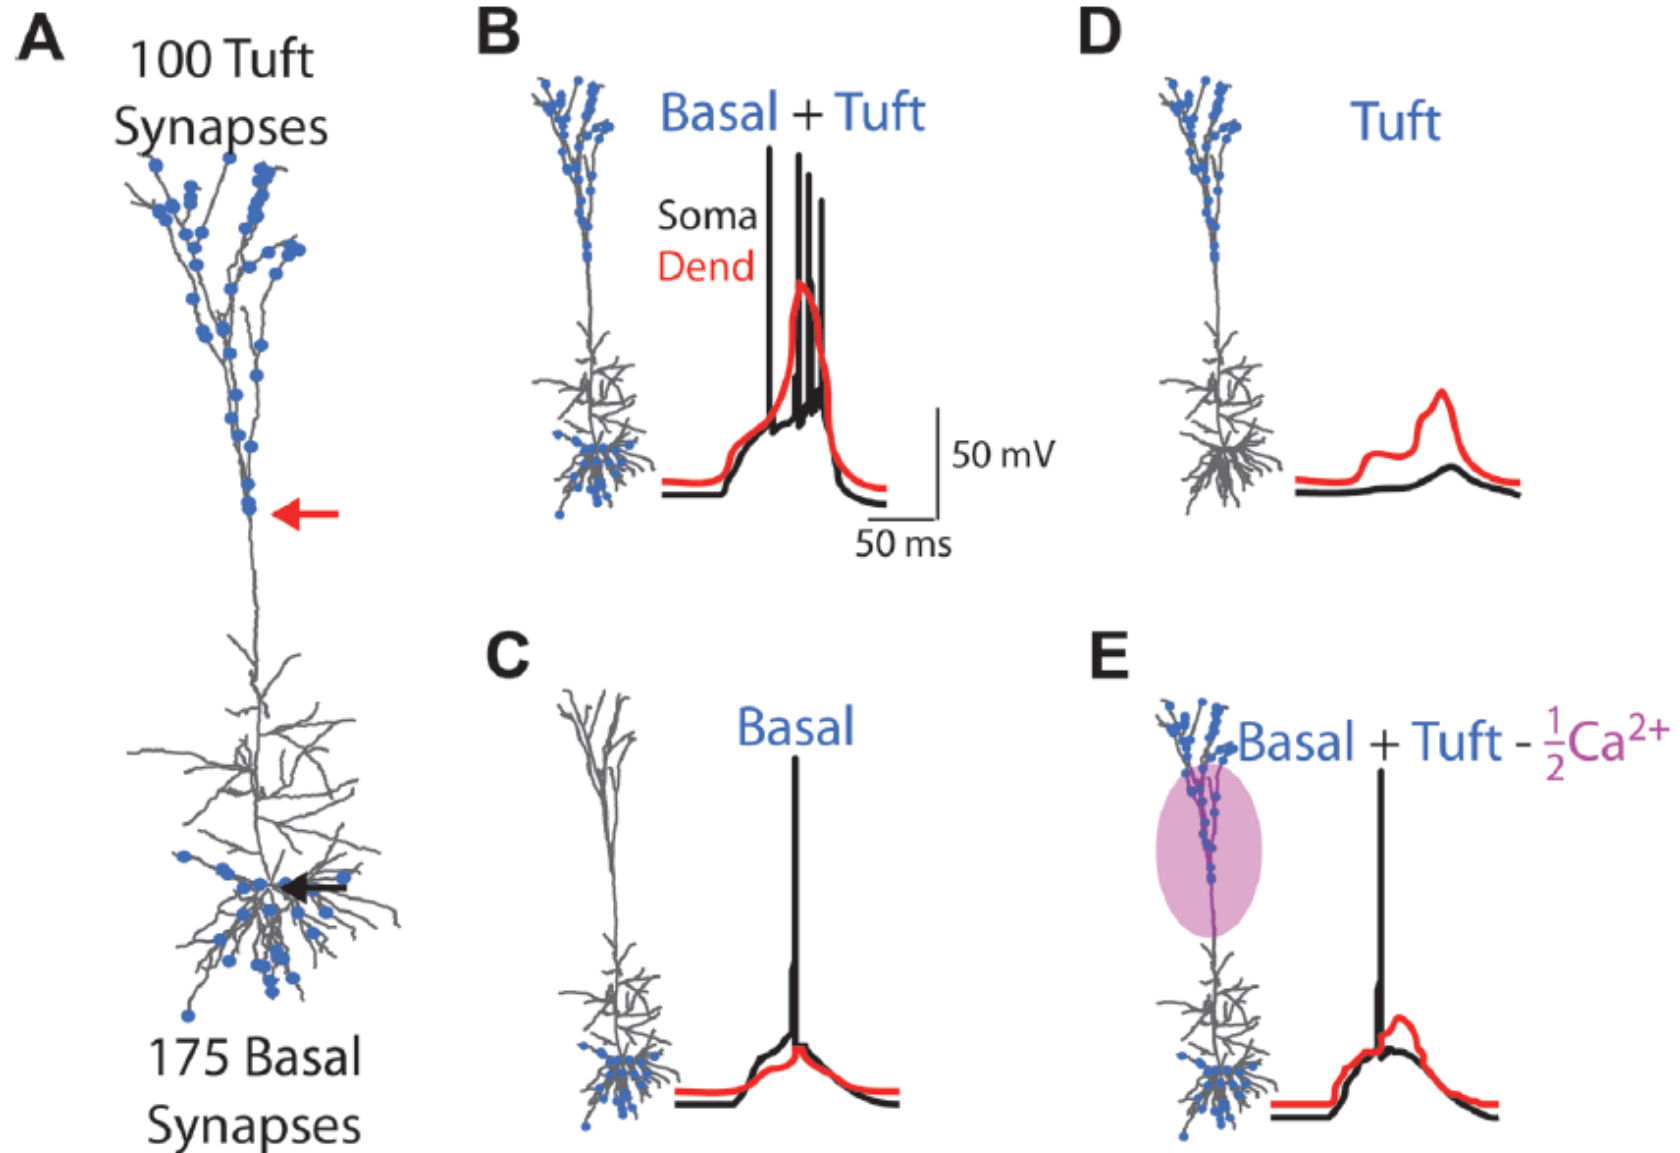 A
100 Tuft
Synapses
175 Basal
Synapses
B
Basal + Tuft
Soma
Dend
50 mV
50 ms
C
Basal
D
Tuft
E
Basal + Tuft - ½Ca²⁺